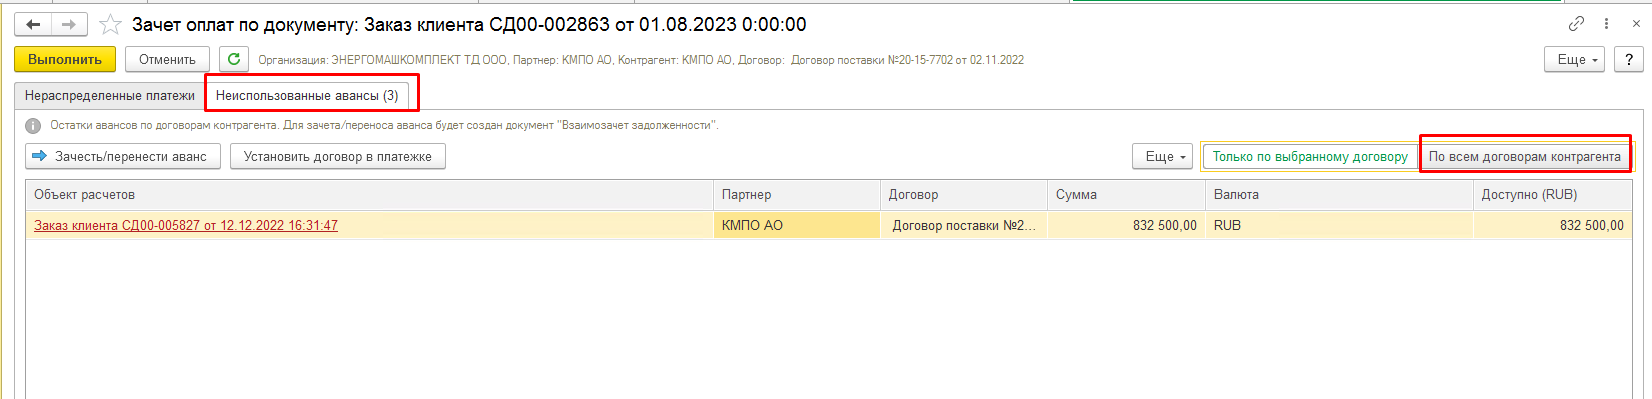 Зачет оплат по документу: Заказ клиента СД00-002863 от 01.08.2023 0:00:00
Выполнить Отменить Организация: ЭНЕРГОМАШКОМПЛЕКТ ТД ООО, Партнер: КМПО АО, Контрагент: КМПО АО, Договор: Договор поставки №20-15-7702 от 02.11.2022 Еще ?
Нераспределенные платежи Неиспользованные авансы (3)
Остатки авансов по договорам контрагента. Для зачета/переноса аванса будет создан документ "Взаимозачет задолженности".
Зачесть/перенести аванс Установить договор в платежке Еще Только по выбранному договору По всем договорам контрагента
Объект расчетов Партнер Договор Сумма Валюта Доступно (RUB)
Заказ клиента СД00-005827 от 12.12.2022 16:31:47 КМПО АО Договор поставки №2... 832 500,00 RUB 832 500,00